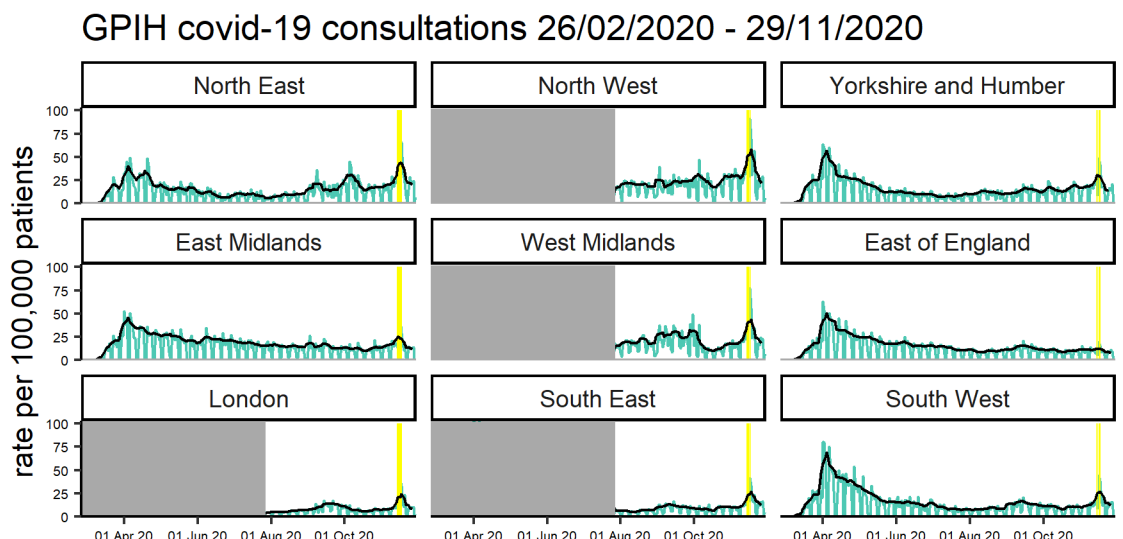 GPIH covid-19 consultations 26/02/2020 - 29/11/2020
rate per 100,000 patients
North East
North West
Yorkshire and Humber
100
75
50
25
0
East Midlands
West Midlands
East of England
100
75
50
25
0
London
South East
South West
100
75
50
25
0
01 Apr 20 01 Jun 20 01 Aug 20 01 Oct 20
01 Apr 20 01 Jun 20 01 Aug 20 01 Oct 20
01 Apr 20 01 Jun 20 01 Aug 20 01 Oct 20